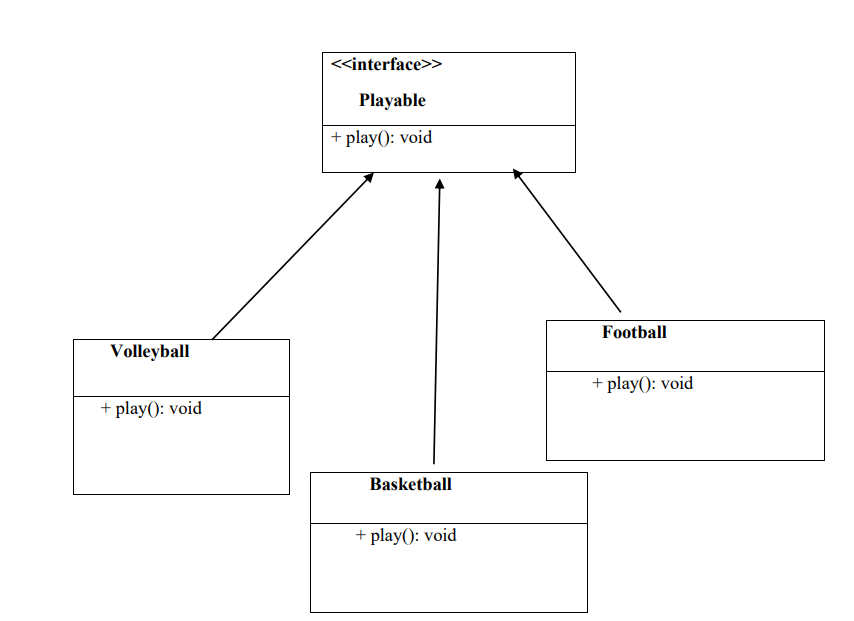 <<interface>>
Playable
+ play(): void
Volleyball
+ play(): void
Basketball
+ play(): void
Football
+ play(): void